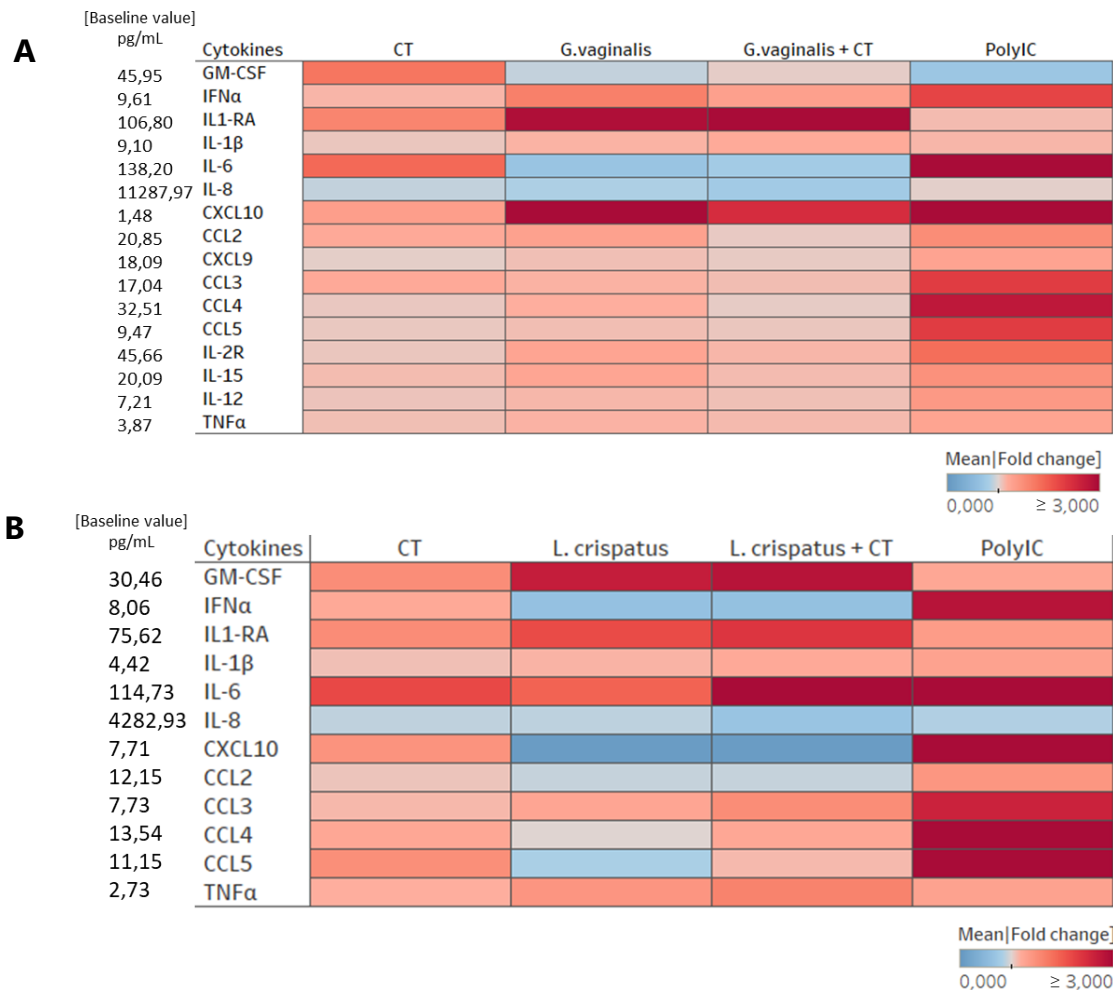 [Baseline value]
pg/mL
A
Cytokines CT G.vaginalis G.vaginalis + CT PolyIC
45,95 GM-CSF
9,61 IFNα
106,80 IL1-RA
9,10 IL-1β
138,20 IL-6
11287,97 IL-8
1,48 CXCL10
20,85 CCL2
18,09 CXCL9
17,04 CCL3
32,51 CCL4
9,47 CCL5
45,66 IL-2R
20,09 IL-15
7,21 IL-12
3,87 TNFα
Mean|Fold change]
0,000 ≥ 3,000
[Baseline value]
pg/mL
B
Cytokines CT L. crispatus L. crispatus + CT PolyIC
30,46 GM-CSF
8,06 IFNα
75,62 IL1-RA
4,42 IL-1β
114,73 IL-6
4282,93 IL-8
7,71 CXCL10
12,15 CCL2
7,73 CCL3
13,54 CCL4
11,15 CCL5
2,73 TNFα
Mean|Fold change]
0,000 ≥ 3,000